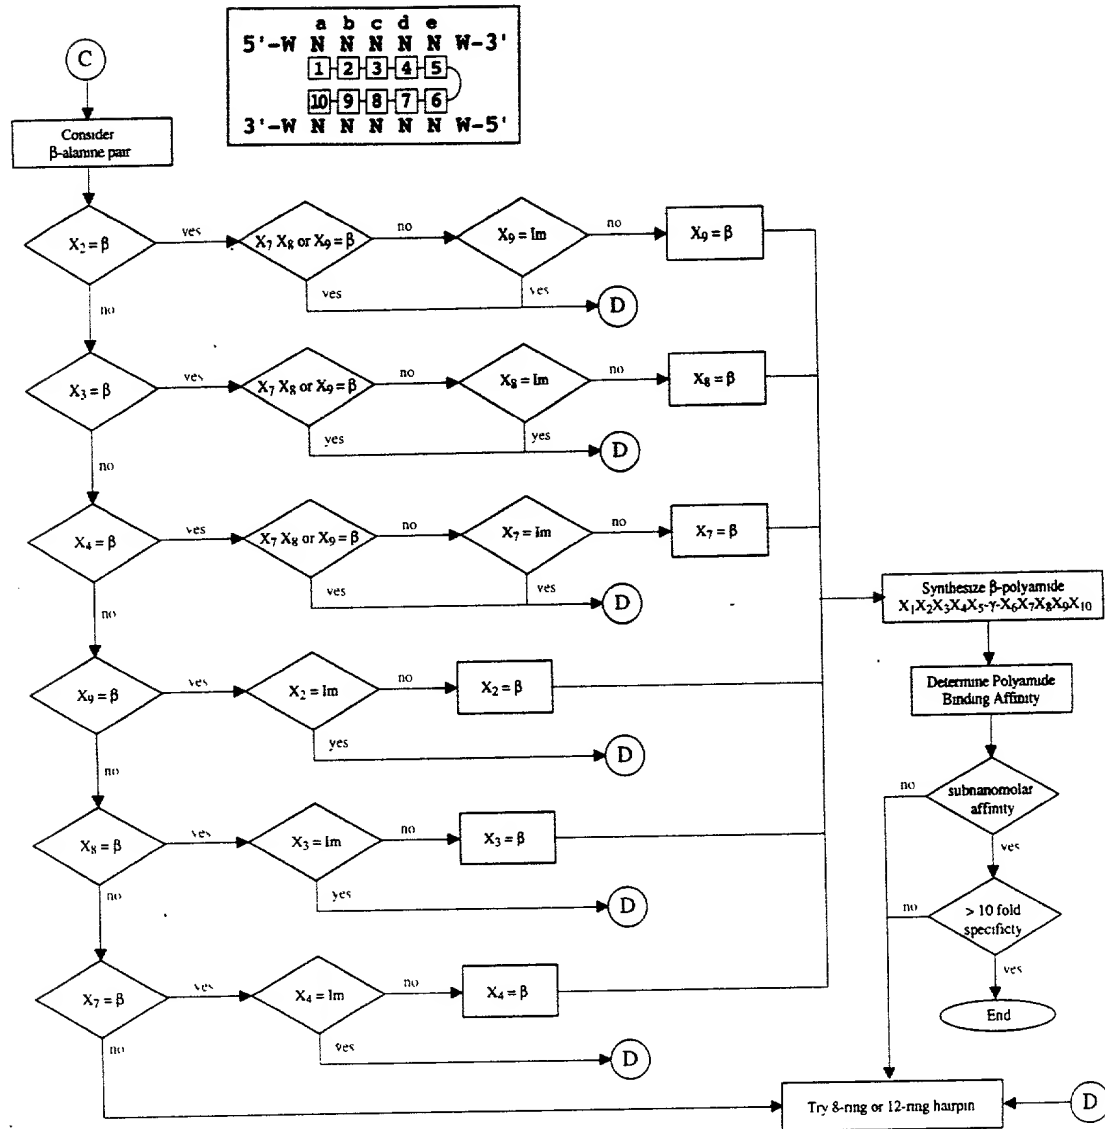 a b c d e
5'-W N N N N N W-3'
1 2 3 4 5
10 9 8 7 6
3'-W N N N N N W-5'
C
Consider
β-alanine pair
X2 = β
yes
X7 X8 or X9 = β
no
X9 = Im
no
X9 = β
yes
yes
D
no
X3 = β
yes
X7 X8 or X9 = β
no
X8 = Im
no
X8 = β
yes
yes
D
no
X4 = β
yes
X7 X8 or X9 = β
no
X7 = Im
no
X7 = β
yes
yes
D
no
X9 = β
yes
X2 = Im
no
X2 = β
yes
D
no
X8 = β
yes
X3 = Im
no
X3 = β
yes
D
no
X7 = β
yes
X4 = Im
no
X4 = β
yes
D
no
Synthesize β-polyamide
X1X2X3X4X5-γ-X6X7X8X9X10
Determine Polyamide
Binding Affinity
no
subnanomolar
affinity
yes
no
> 10 fold
specificty
yes
End
Try 8-ring or 12-ring hairpin
D